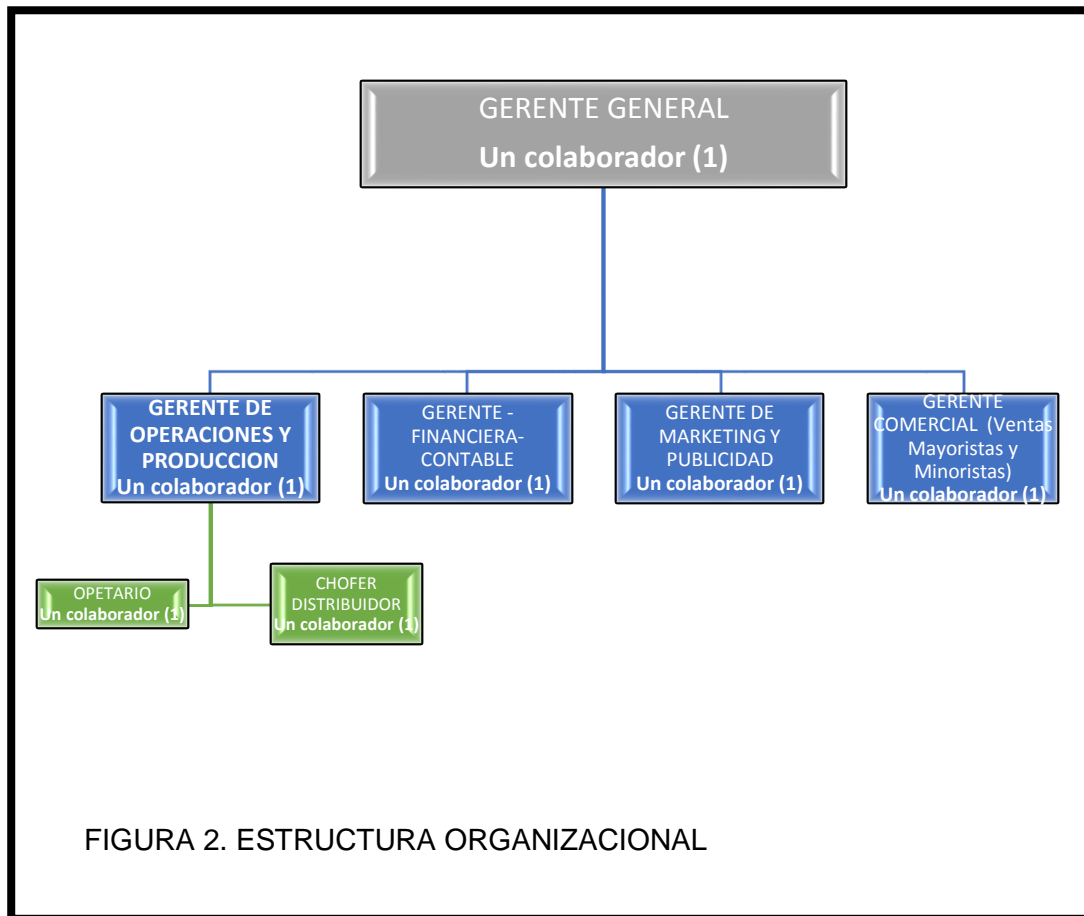 GERENTE GENERAL
Un colaborador (1)
GERENTE DE
OPERACIONES Y
PRODUCCION
Un colaborador (1)
GERENTE -
FINANCIERA-
CONTABLE
Un colaborador (1)
GERENTE DE
MARKETING Y
PUBLICIDAD
Un colaborador (1)
GERENTE
COMERCIAL (Ventas
Mayoristas y
Minoristas)
Un colaborador (1)
OPETARIO
Un colaborador (1)
CHOFER
DISTRIBUIDOR
Un colaborador (1)
FIGURA 2. ESTRUCTURA ORGANIZACIONAL